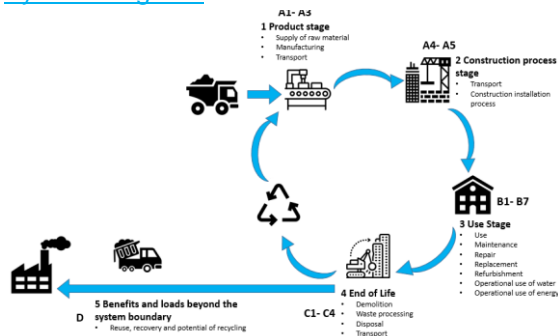 A1- A3
1 Product stage
• Supply of raw material
• Manufacturing
• Transport
A4- A5
2 Construction process
stage
• Transport
• Construction installation
process
B1- B7
3 Use Stage
• Use
• Maintenance
• Repair
• Replacement
• Refurbishment
• Operational use of water
• Operational use of energy
4 End of Life
C1- C4
• Demolition
• Waste processing
• Disposal
• Transport
5 Benefits and loads beyond the
system boundary
D
• Reuse, recovery and potential of recycling